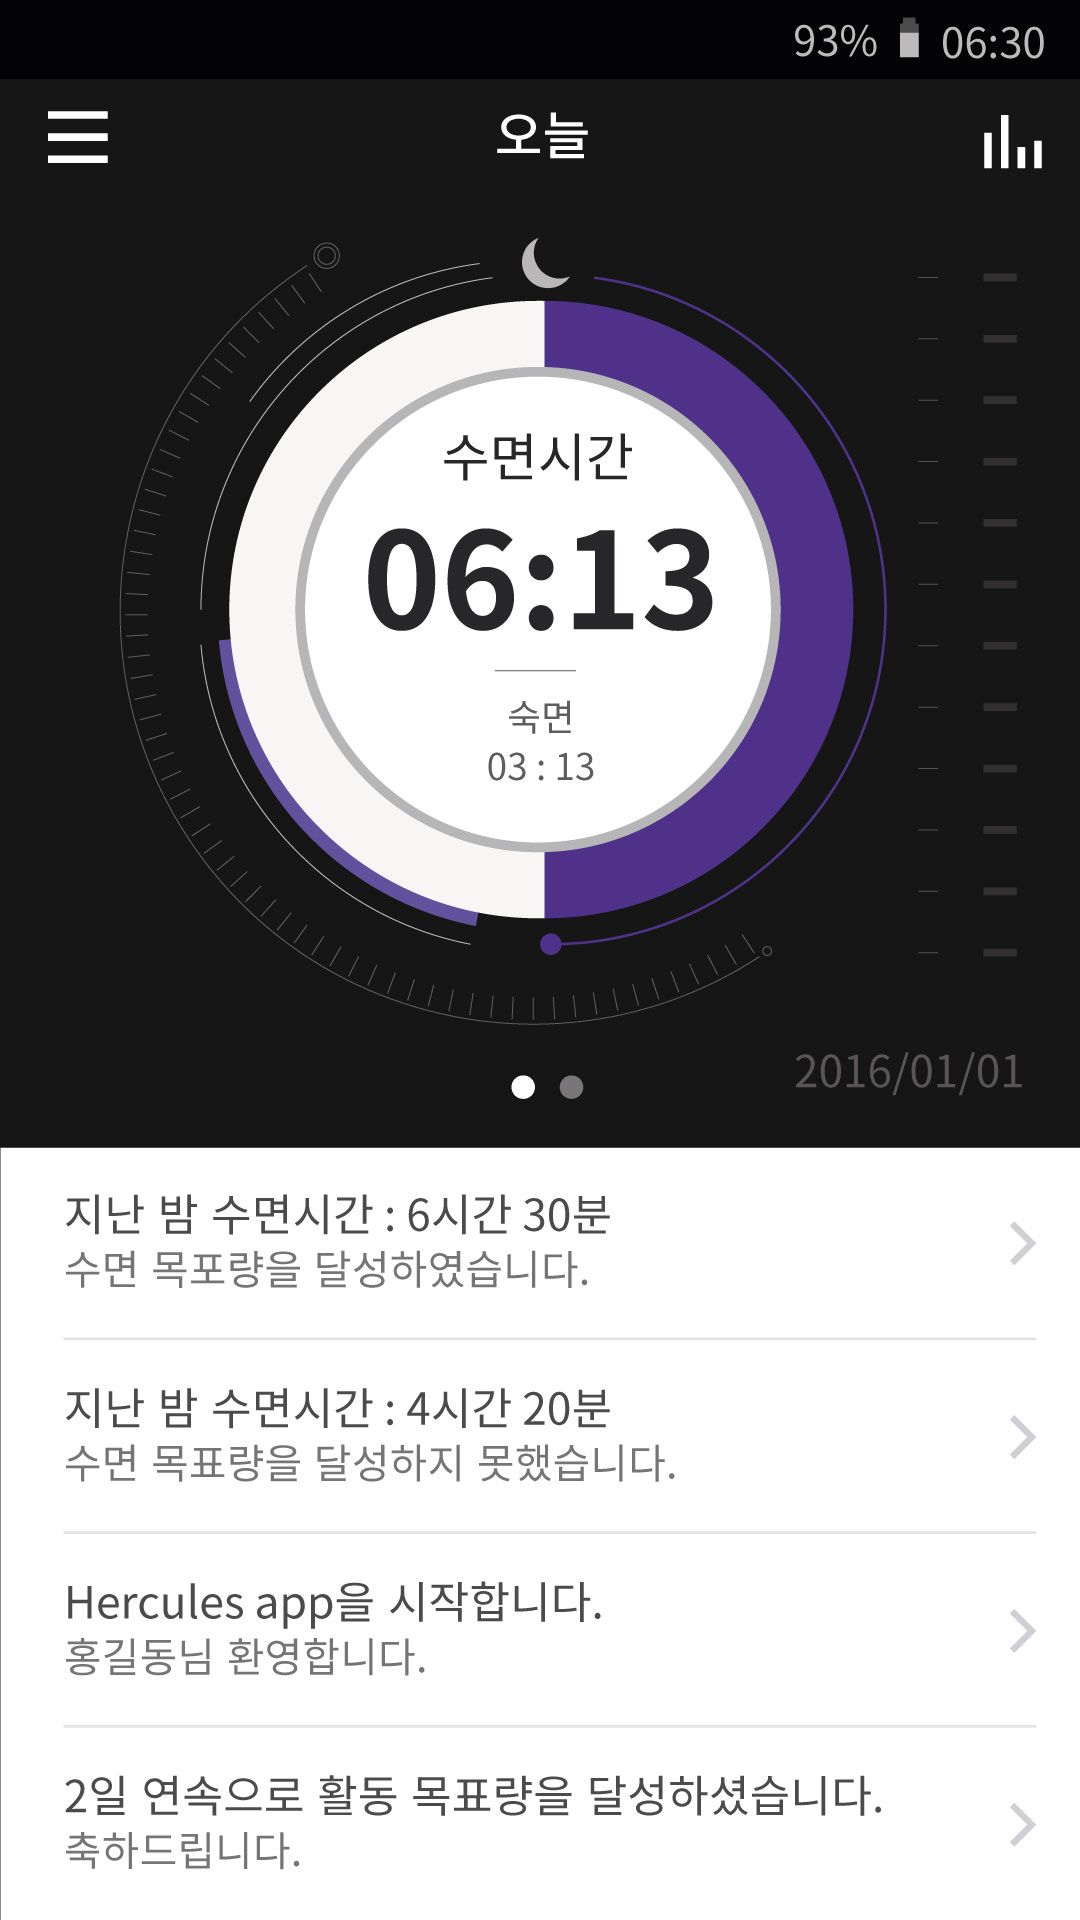 93% 06:30
오늘
수면시간
06:13
숙면
03 : 13
2016/01/01
지난 밤 수면시간 : 6시간 30분
수면 목표량을 달성하였습니다.
지난 밤 수면시간 : 4시간 20분
수면 목표량을 달성하지 못했습니다.
Hercules app을 시작합니다.
홍길동님 환영합니다.
2일 연속으로 활동 목표량을 달성하셨습니다.
축하드립니다.